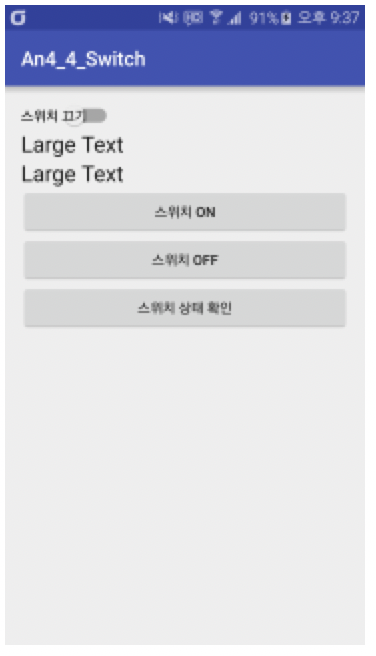 91% 오후 9:37
An4_4_Switch
스위치 끄기
Large Text
Large Text
스위치 ON
스위치 OFF
스위치 상태 확인